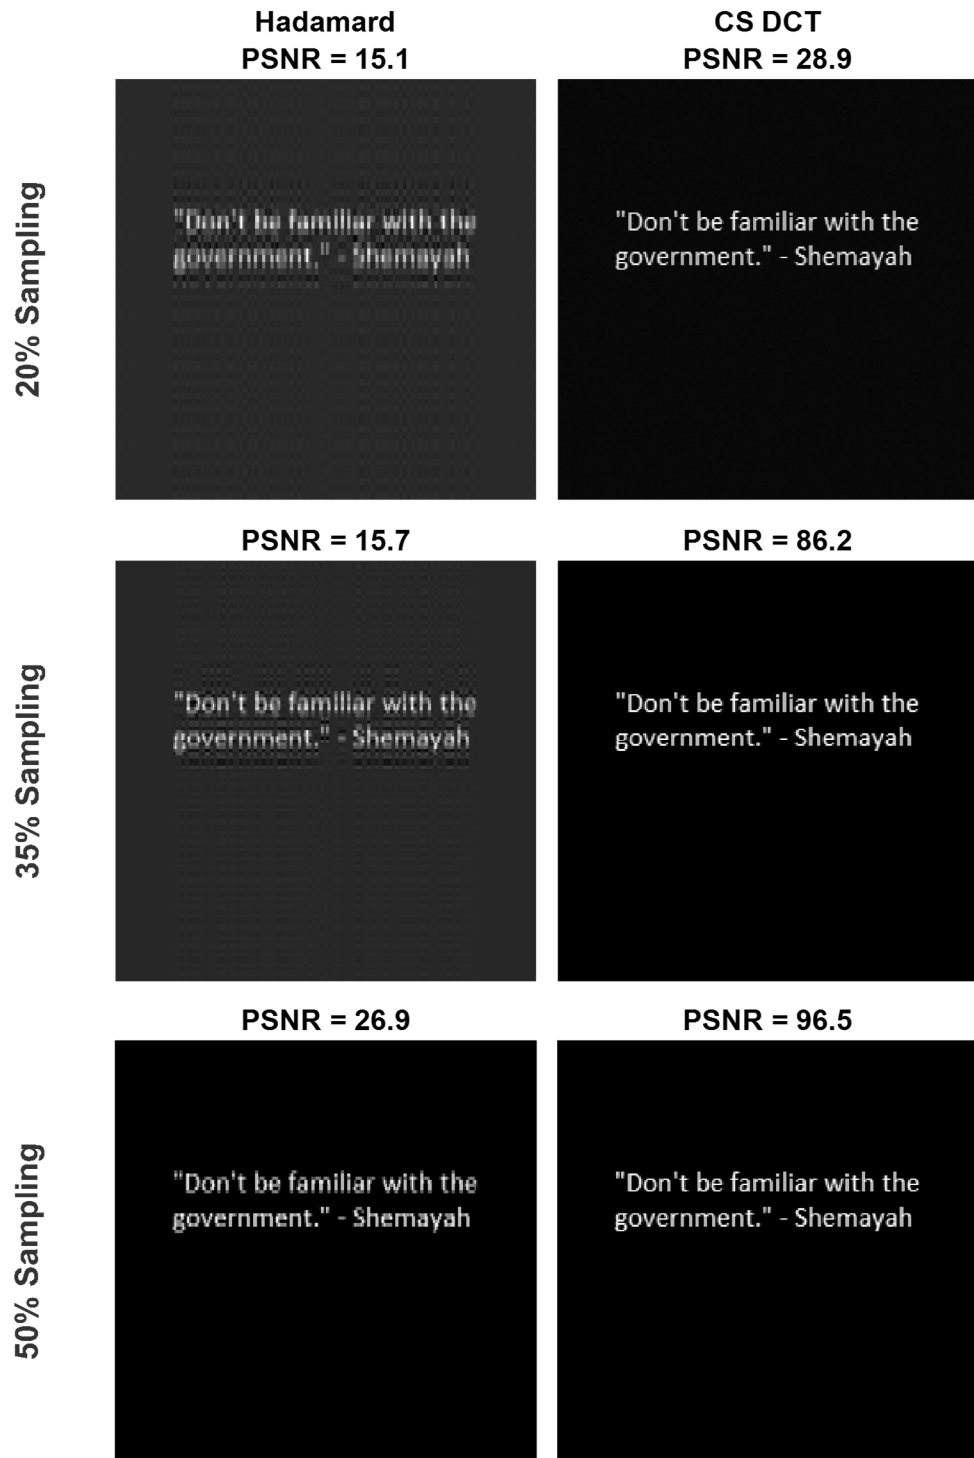 Hadamard
PSNR = 15.1
CS DCT
PSNR = 28.9
20% Sampling
"Don't be familiar with the
government." - Shemayah
"Don't be familiar with the
government." - Shemayah
PSNR = 15.7
PSNR = 86.2
35% Sampling
"Don't be familiar with the
government." - Shemayah
"Don't be familiar with the
government." - Shemayah
PSNR = 26.9
PSNR = 96.5
50% Sampling
"Don't be familiar with the
government." - Shemayah
"Don't be familiar with the
government." - Shemayah